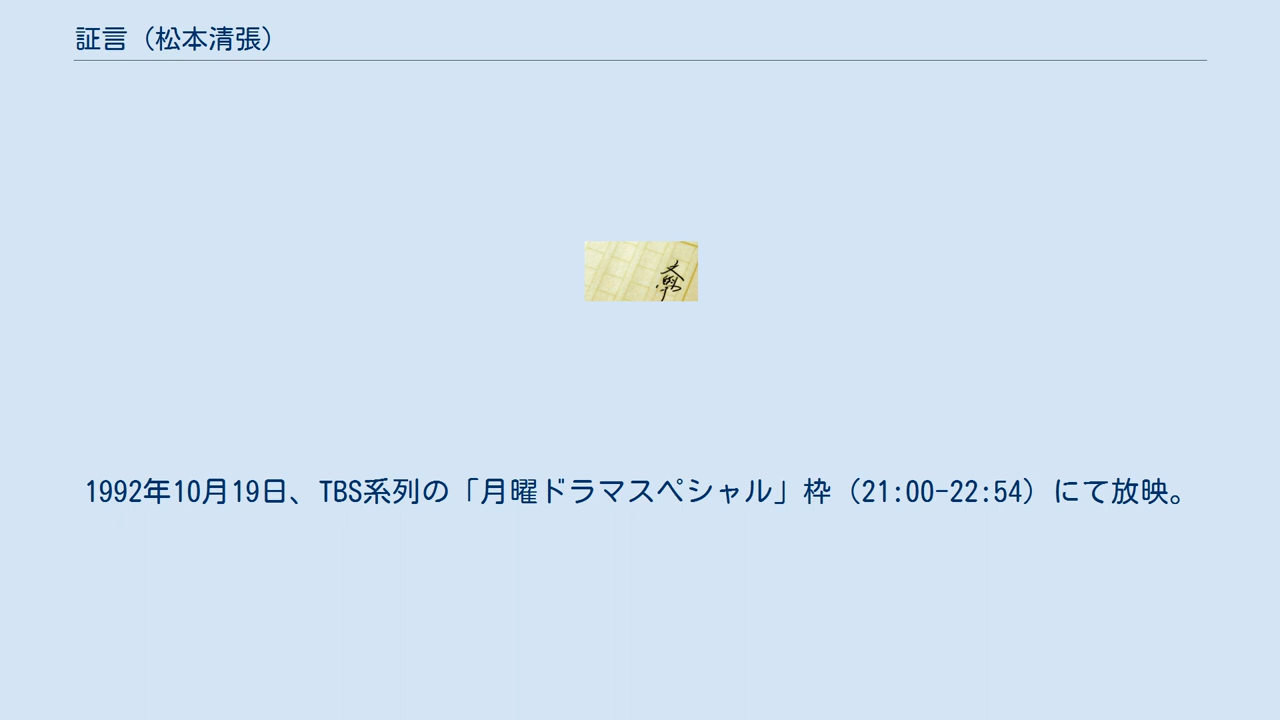 証言（松本清張）
1992年10月19日、TBS系列の「月曜ドラマスペシャル」枠（21:00-22:54）にて放映。